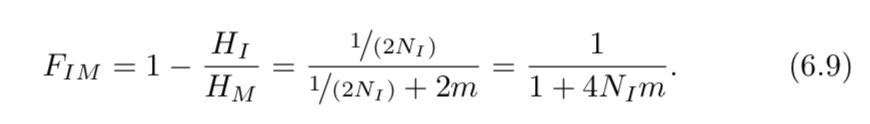 F_{IM} = 1 - \frac{H_I}{H_M} = \frac{1/(2N_I)}{1/(2N_I) + 2m} = \frac{1}{1 + 4N_I m}. (6.9)